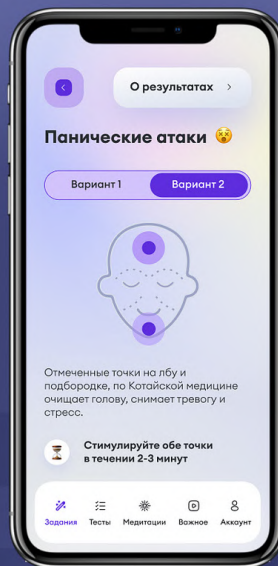 О результатах
Панические атаки
Вариант 1
Вариант 2
Отмеченные точки на лбу и
подбородке, по Котайской медицине
очищает голову, снимает тревогу и
стресс.
Стимулируйте обе точки
в течении 2-3 минут
Задания
Тесты
Медитации
Важное
Аккаунт